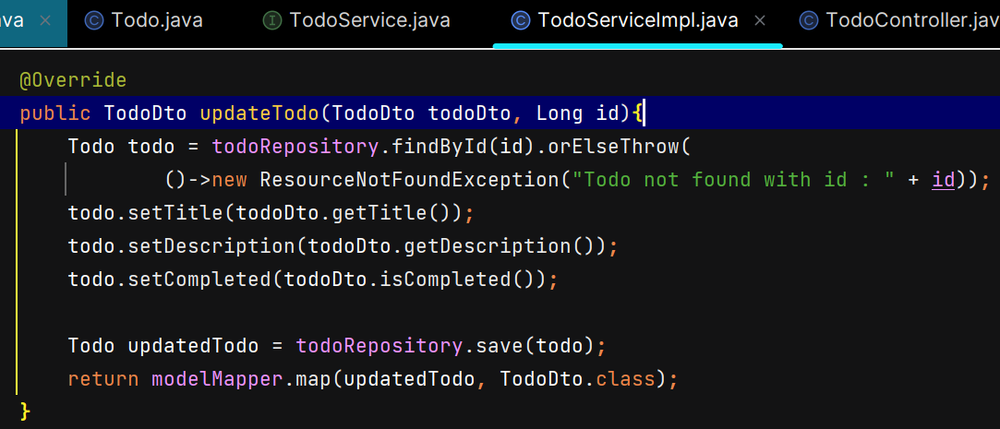 ava × Todo.java TodoService.java TodoServiceImpl.java × TodoController.jav
@Override
public TodoDto updateTodo(TodoDto todoDto, Long id){
Todo todo = todoRepository.findById(id).orElseThrow(
()->new ResourceNotFoundException("Todo not found with id : " + id));
todo.setTitle(todoDto.getTitle());
todo.setDescription(todoDto.getDescription());
todo.setCompleted(todoDto.isCompleted());
Todo updatedTodo = todoRepository.save(todo);
return modelMapper.map(updatedTodo, TodoDto.class);
}